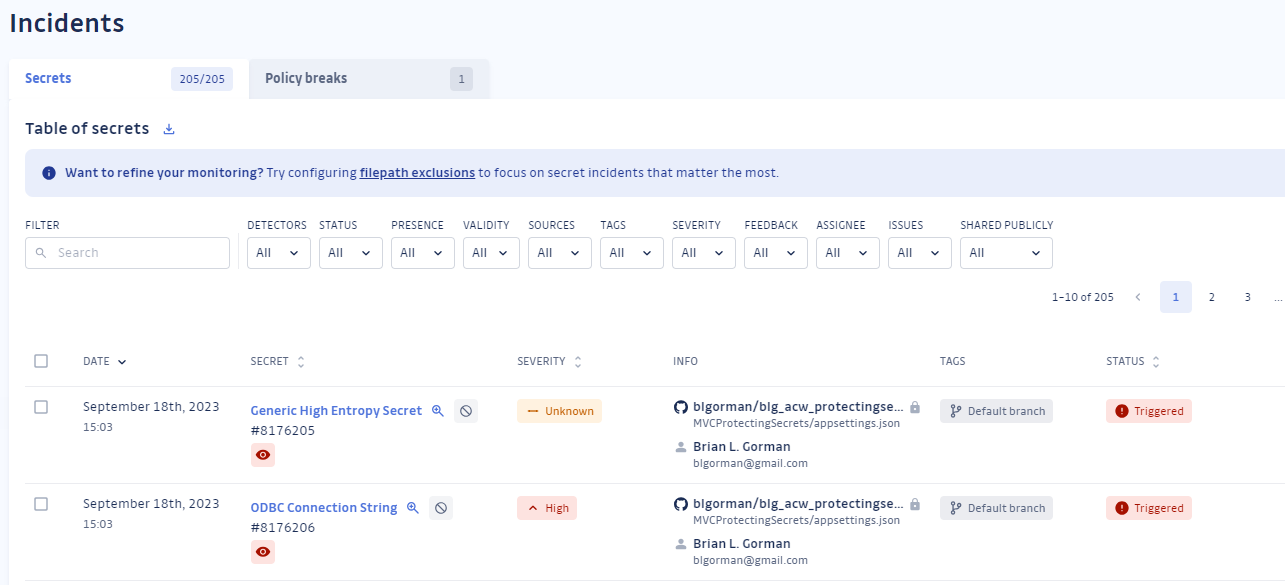 Incidents
Secrets 205/205 Policy breaks 1
Table of secrets
Want to refine your monitoring? Try configuring filepath exclusions to focus on secret incidents that matter the most.
FILTER DETECTORS STATUS PRESENCE VALIDITY SOURCES TAGS SEVERITY FEEDBACK ASSIGNEE ISSUES SHARED PUBLICLY
Search All All All All All All All All All All All
1-10 of 205 1 2 3 ...
DATE SECRET SEVERITY INFO TAGS STATUS
September 18th, 2023 Generic High Entropy Secret Unknown blgorman/blg_acw_protectingse... Default branch Triggered
15:03 #8176205 MVCProtectingSecrets/appsettings.json
Brian L. Gorman
blgorman@gmail.com
September 18th, 2023 ODBC Connection String High blgorman/blg_acw_protectingse... Default branch Triggered
15:03 #8176206 MVCProtectingSecrets/appsettings.json
Brian L. Gorman
blgorman@gmail.com